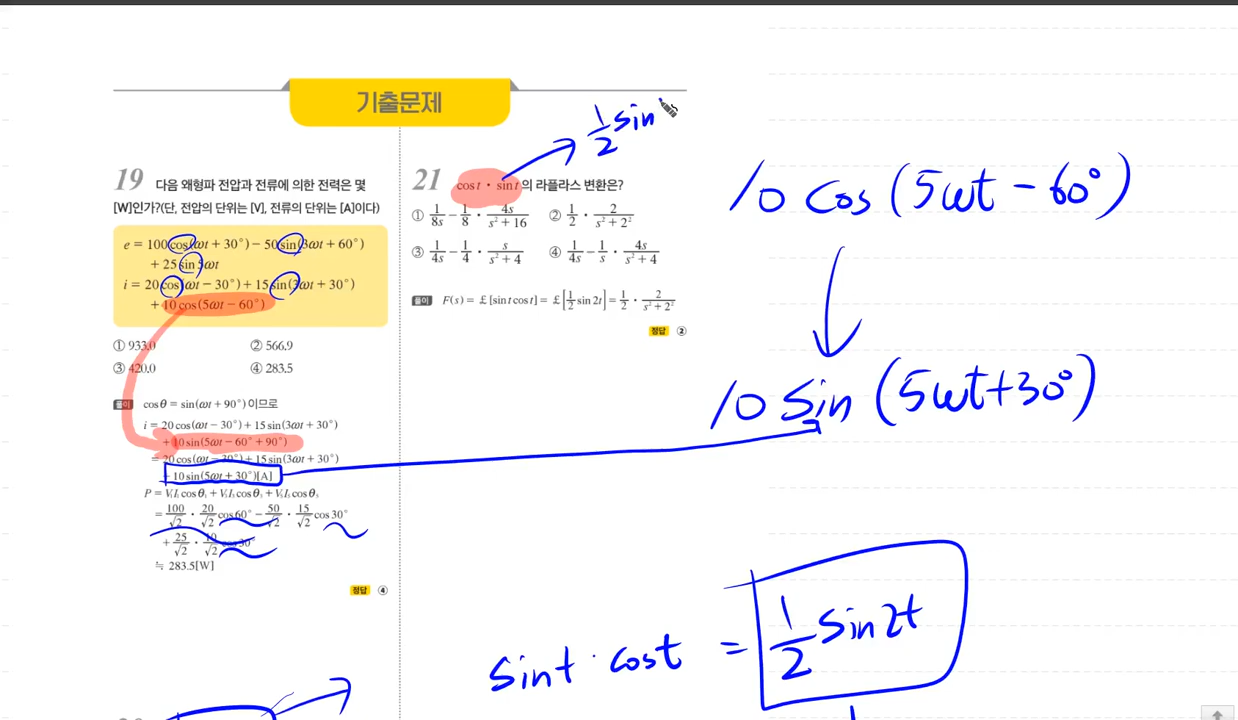 기출문제
19 다음 왜형파 전압과 전류에 의한 전력은 몇
[W]인가?(단, 전압의 단위는 [V], 전류의 단위는 [A]이다)
e = 100cos(ωt + 30°) − 50sin(3ωt + 60°)
+ 25sin5ωt
i = 20cos(ωt − 30°) + 15sin(3ωt + 30°)
+ 10cos(5ωt − 60°)
① 933.0 ② 566.9
③ 420.0 ④ 283.5
풀이 cosθ = sin(ωt + 90°)이므로
i = 20cos(ωt − 30°) + 15sin(3ωt + 30°)
+ 10sin(5ωt − 60° + 90°)
= 20cos(ωt − 30°) + 15sin(3ωt + 30°)
+ 10sin(5ωt + 30°)[A]
P = V₁I₁cosθ₁ + V₃I₃cosθ₃ + V₅I₅cosθ₅
= 100/√2 · 20/√2 cos60° − 50/√2 · 15/√2 cos30°
+ 25/√2 · 10/√2 cos30°
≒ 283.5[W]
정답 ④
21 cos t · sin t의 라플라스 변환은?
① 1/8s − 1/8 · 4s/s²+16 ② 1/2 · 2/s²+2²
③ 1/4s − 1/4 · s/s²+4 ④ 1/4s − 1/s · 4s/s²+4
풀이 F(s) = £[sin t cos t] = £[1/2 sin 2t] = 1/2 · 2/s²+2²
정답 ②
1/2 sin
10 cos (5ωt − 60°)
10 sin (5ωt + 30°)
sint · cost = 1/2 sin2t